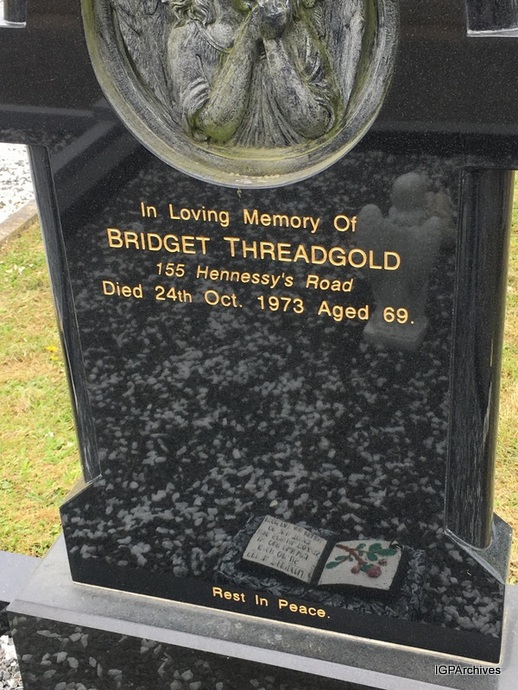 In Loving Memory Of
BRIDGET THREADGOLD
155 Hennessy's Road
Died 24th Oct. 1973 Aged 69.
Rest In Peace.
IGPArchives